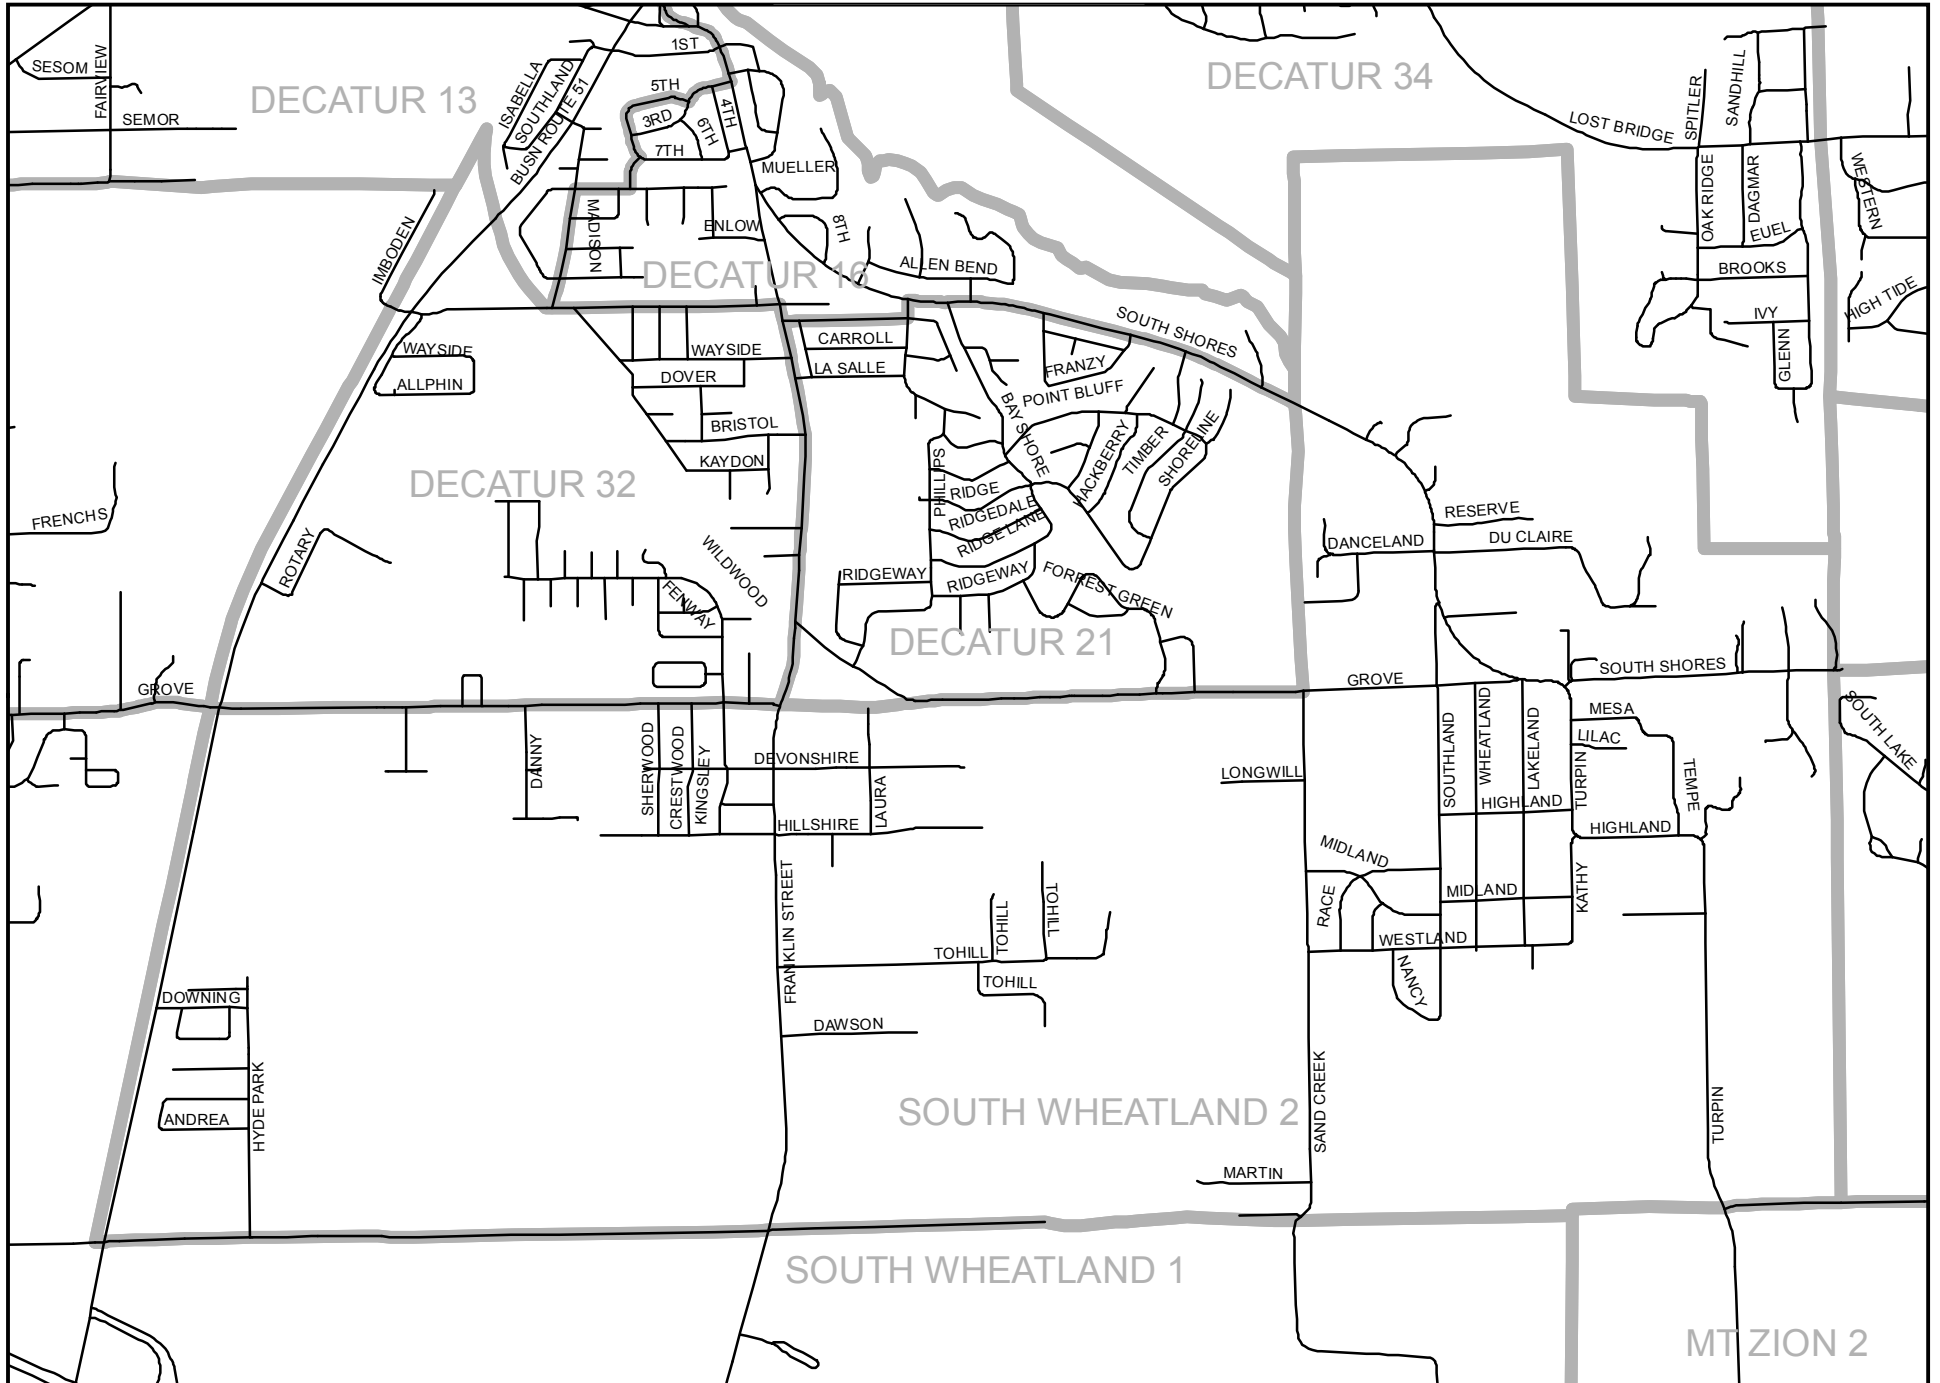 1ST
SESOM
FAIRVIEW
DECATUR 13
ISABELLA
SOUTHLAND
BUSN ROUTE 51
5TH
4TH
3RD
6TH
7TH
SEMOR
MUELLER
DECATUR 34
LOST BRIDGE
SPITLER
SANDHILL
OAK RIDGE
DAGMAR
WESTERN
EUEL
BROOKS
IVY
HIGH TIDE
GLENN
IMBODEN
MADISON
ENLOW
8TH
ALLEN BEND
DECATUR 16
SOUTH SHORES
WAYSIDE
ALLPHIN
WAYSIDE
DOVER
BRISTOL
KAYDON
CARROLL
LA SALLE
FRANZY
POINT BLUFF
BAY SHORE
HACKBERRY
TIMBER
SHORELINE
DECATUR 32
PHILLIPS
RIDGE
RIDGEDALE
RIDGE LANE
FRENCHS
ROTARY
WILDWOOD
FENWAY
RIDGEWAY
RIDGEWAY
FORREST GREEN
DECATUR 21
RESERVE
DANCELAND
DU CLAIRE
GROVE
GROVE
SOUTH SHORES
DANNY
SHERWOOD
CRESTWOOD
KINGSLEY
DEVONSHIRE
LAURA
HILLSHIRE
LONGWILL
SOUTHLAND
WHEATLAND
LAKELAND
TURPIN
MESA
LILAC
TEMPE
SOUTH LAKE
HIGHLAND
HIGHLAND
MIDLAND
MIDLAND
RACE
KATHY
WESTLAND
NANCY
FRANKLIN STREET
TOHILL
TOHILL
TOHILL
TOHILL
DAWSON
DOWNING
HYDE PARK
ANDREA
SOUTH WHEATLAND 2
SAND CREEK
TURPIN
MARTIN
SOUTH WHEATLAND 1
MT ZION 2